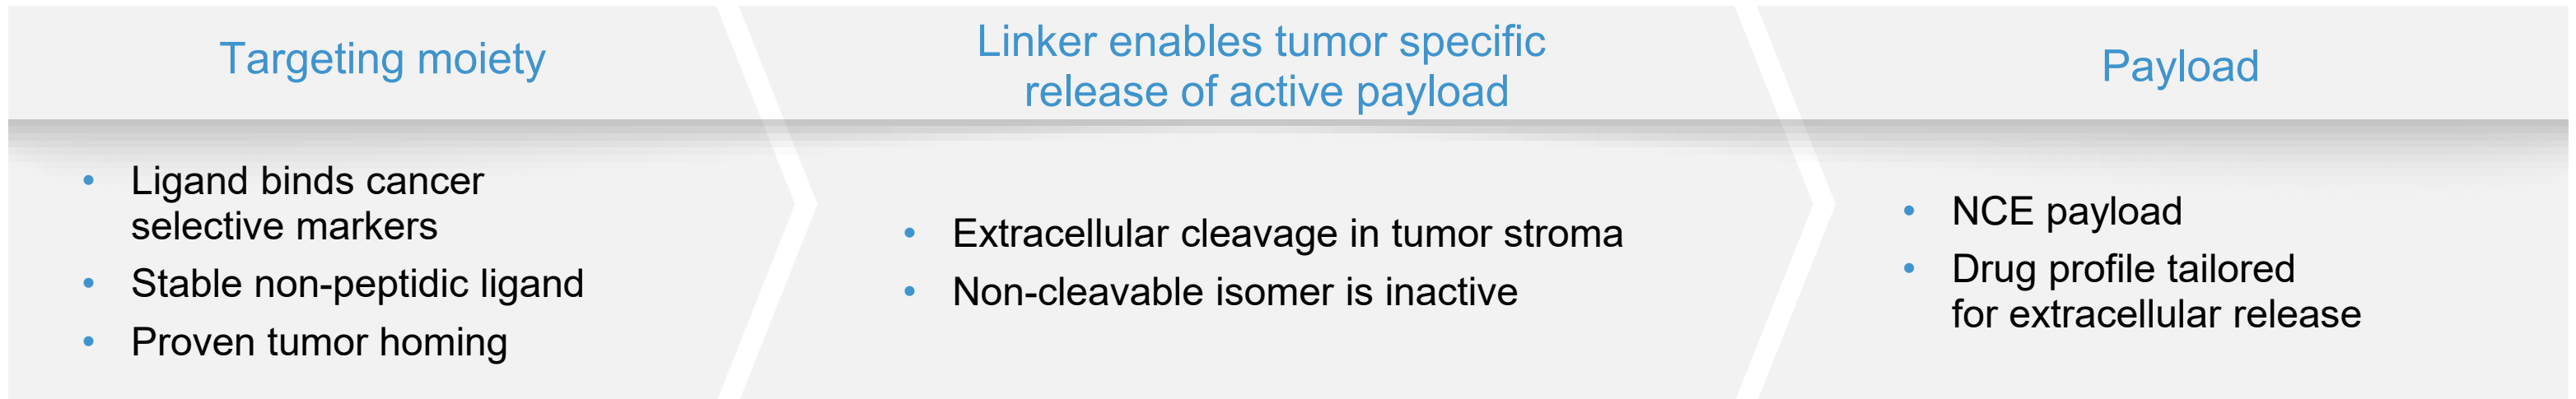 Targeting moiety
• Ligand binds cancer
selective markers
• Stable non-peptidic ligand
• Proven tumor homing
Linker enables tumor specific
release of active payload
• Extracellular cleavage in tumor stroma
• Non-cleavable isomer is inactive
Payload
• NCE payload
• Drug profile tailored
for extracellular release